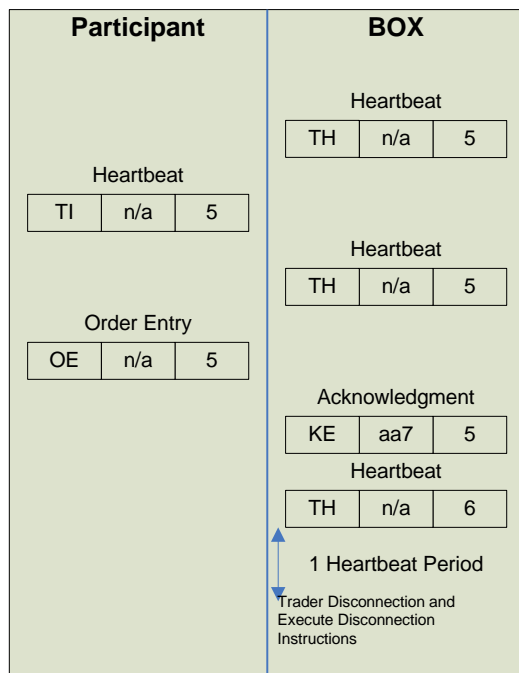 Participant BOX
Heartbeat
TH n/a 5
Heartbeat
TI n/a 5
Heartbeat
TH n/a 5
Order Entry
OE n/a 5
Acknowledgment
KE aa7 5
Heartbeat
TH n/a 6
1 Heartbeat Period
Trader Disconnection and
Execute Disconnection
Instructions